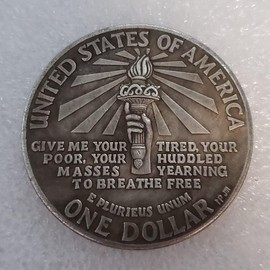 UNITED STATES OF AMERICA
GIVE ME YOUR TIRED, YOUR
POOR, YOUR HUDDLED
MASSES YEARNING
TO BREATHE FREE
E PLURIEUS UNUM
ONE DOLLAR